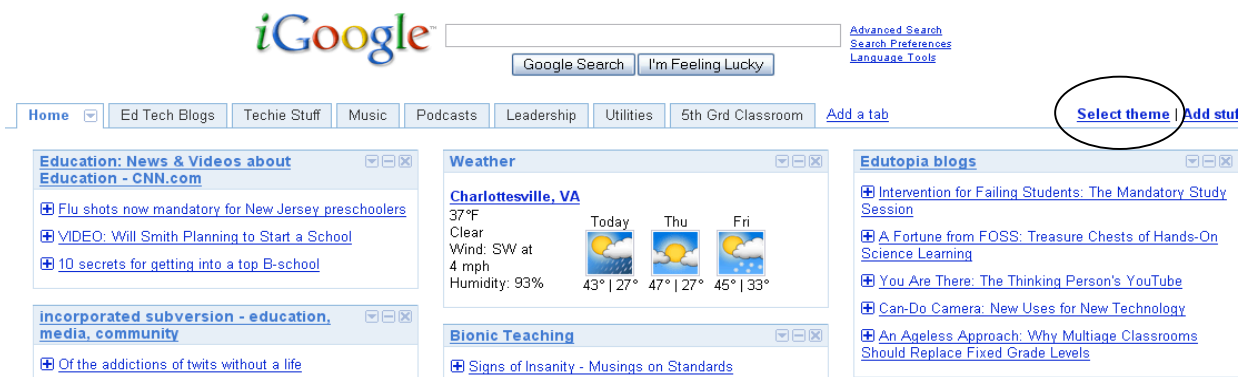 iGoogle™
Advanced Search
Search Preferences
Language Tools
Google Search I'm Feeling Lucky
Home Ed Tech Blogs Techie Stuff Music Podcasts Leadership Utilities 5th Grd Classroom Add a tab Select theme | Add stuf
Education: News & Videos about
Education - CNN.com
Flu shots now mandatory for New Jersey preschoolers
VIDEO: Will Smith Planning to Start a School
10 secrets for getting into a top B-school
incorporated subversion - education,
media, community
Of the addictions of twits without a life
Weather
Charlottesville, VA
37°F
Clear
Wind: SW at
4 mph
Humidity: 93%
Today Thu Fri
43° | 27° 47° | 27° 45° | 33°
Bionic Teaching
Signs of Insanity - Musings on Standards
Edutopia blogs
Intervention for Failing Students: The Mandatory Study
Session
A Fortune from FOSS: Treasure Chests of Hands-On
Science Learning
You Are There: The Thinking Person's YouTube
Can-Do Camera: New Uses for New Technology
An Ageless Approach: Why Multiage Classrooms
Should Replace Fixed Grade Levels